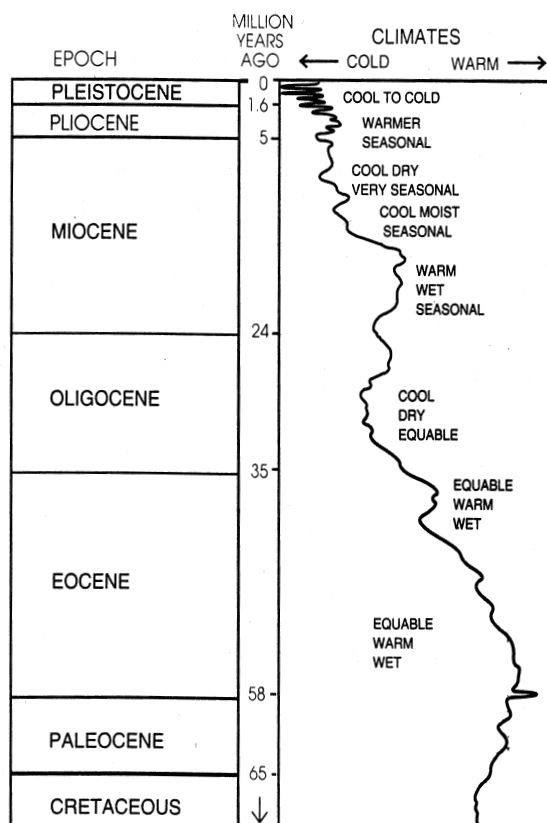 MILLION
YEARS
AGO
EPOCH
CLIMATES
COLD
WARM
PLEISTOCENE
0
COOL TO COLD
1.6
PLIOCENE
WARMER
SEASONAL
5
COOL DRY
VERY SEASONAL
COOL MOIST
SEASONAL
MIOCENE
WARM
WET
SEASONAL
24
OLIGOCENE
COOL
DRY
EQUABLE
35
EQUABLE
WARM
WET
EOCENE
EQUABLE
WARM
WET
58
PALEOCENE
65
CRETACEOUS